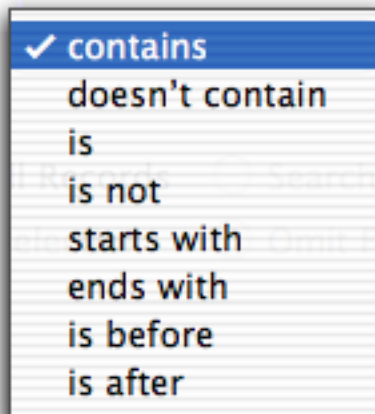 ✓ contains
doesn't contain
is
is not
starts with
ends with
is before
is after